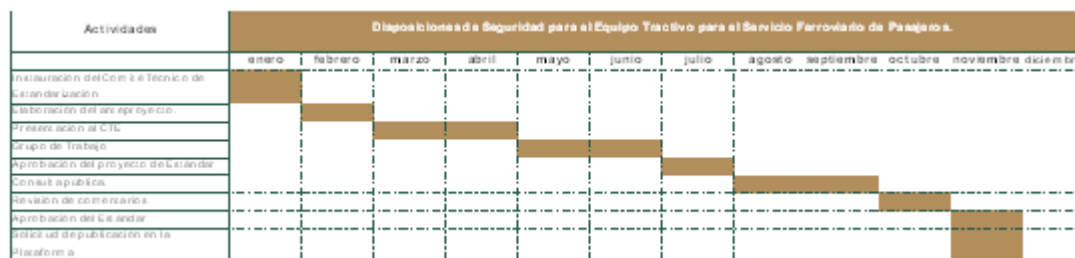 Actividades
Disposiciones de Seguridad para el Equipo Tractivo para el Servicio Ferroviario de Pasajeros.
enero febrero marzo abril mayo junio julio agosto septiembre octubre noviembre diciembr
Instauración del Comité Técnico de
Estandarización
Elaboración del anteproyecto.
Presentación al CTE
Grupo de Trabajo
Aprobación del proyecto de Estándar
Consulta pública.
Revisión de comentarios
Aprobación del Estándar
Solicitud de publicación en la
Plataforma